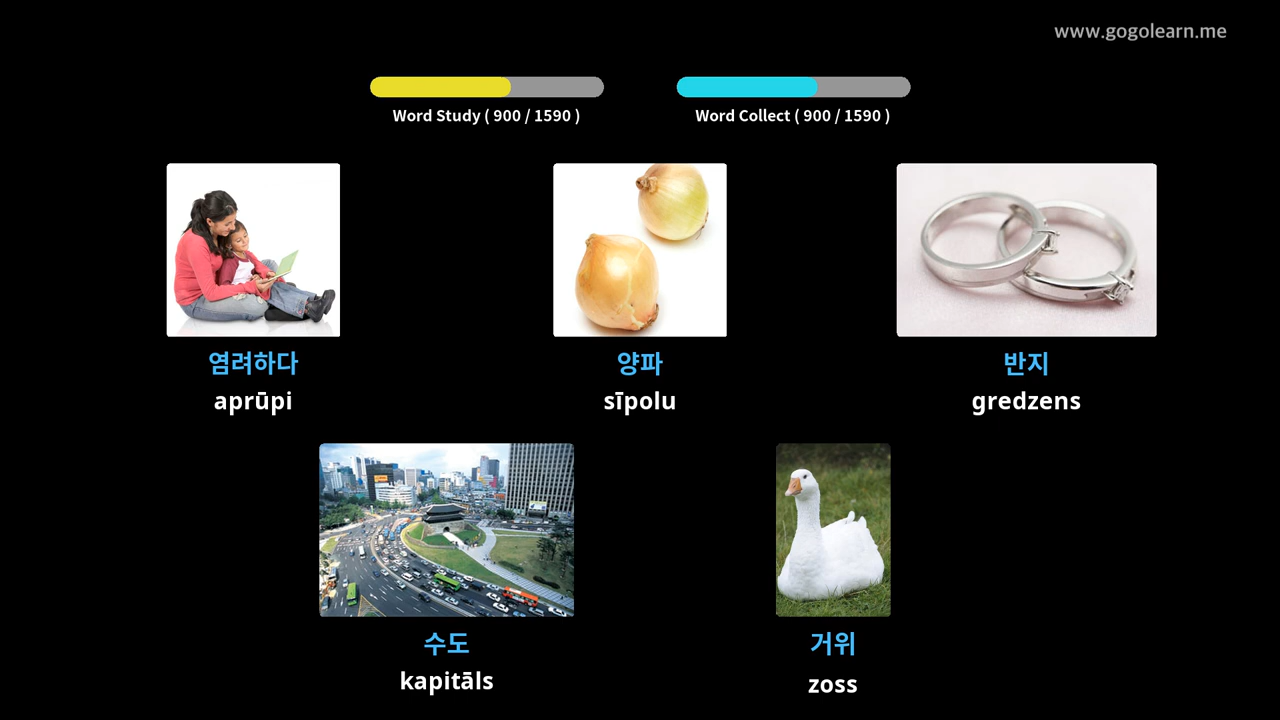 www.gogolearn.me
Word Study ( 900 / 1590 )
Word Collect ( 900 / 1590 )
염려하다
aprūpi
양파
sīpolu
반지
gredzens
수도
kapitāls
거위
zoss